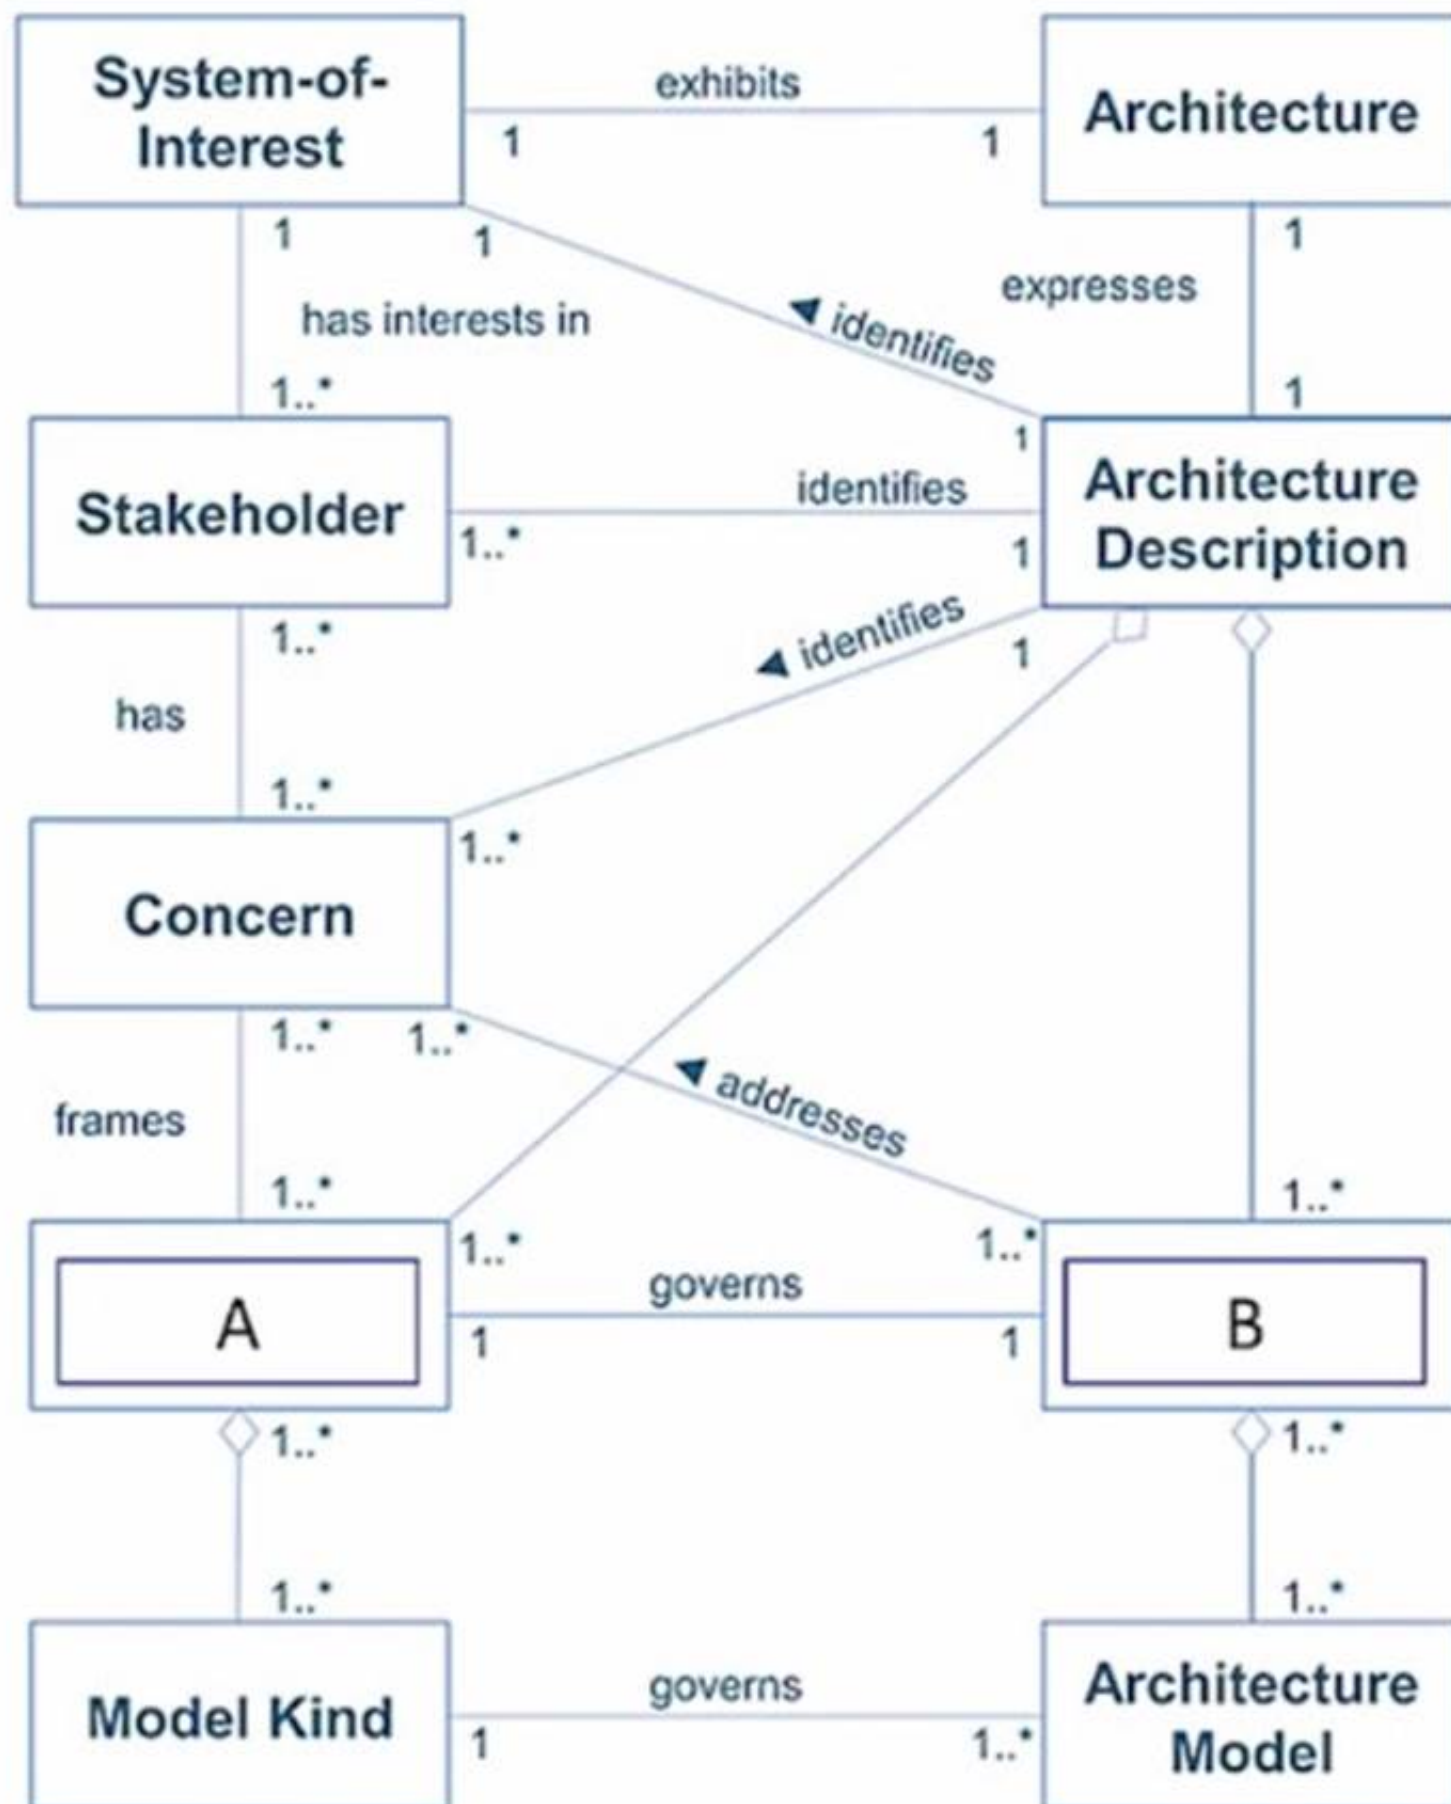 System-of-
Interest
exhibits
Architecture
1
1
1
1
1
has interests in
identifies
expresses
1..*
1
1
Stakeholder
identifies
Architecture
Description
1..*
1
1..*
identifies
1
has
1..*
1..*
Concern
1..*
1..*
addresses
frames
1..*
1..*
1..*
1..*
A
governs
B
1
1
1..*
1..*
1..*
1..*
Model Kind
governs
Architecture
Model
1
1..*